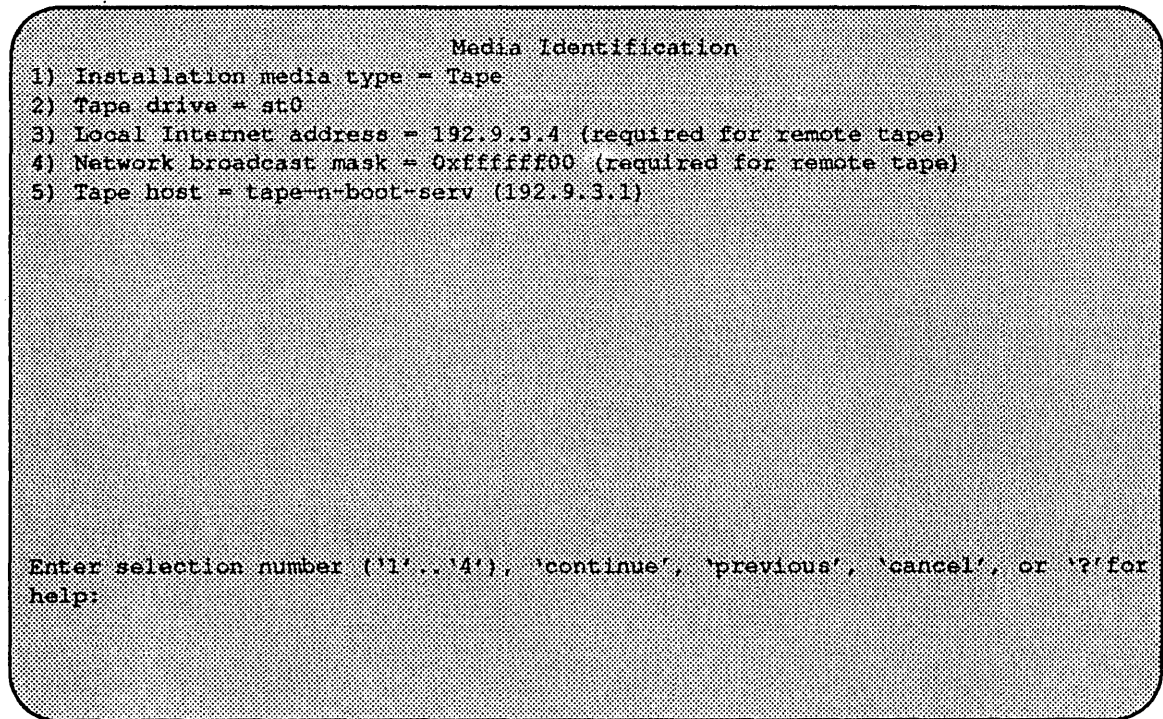 Media Identification
1) Installation media type = Tape
2) Tape drive = st0
3) Local Internet address = 192.9.3.4 (required for remote tape)
4) Network broadcast mask = 0xffffff00 (required for remote tape)
5) Tape host = tape-n-boot-serv (192.9.3.1)
Enter selection number ('1'..'4'), 'continue', 'previous', 'cancel', or '?'for
help: